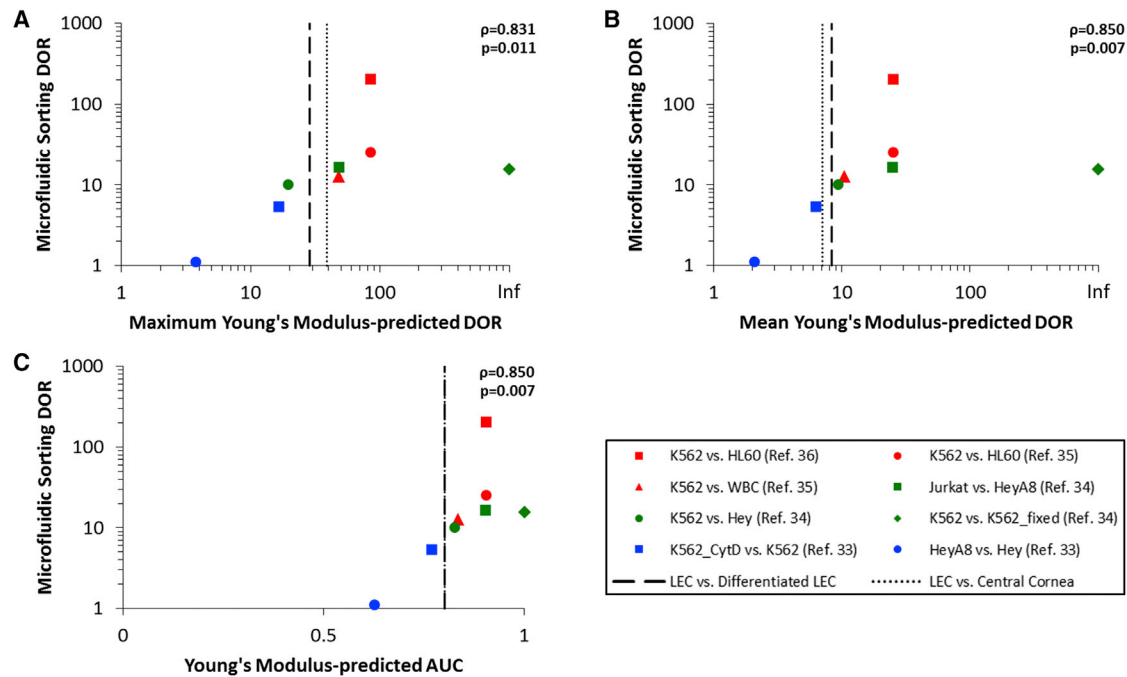 A
ρ=0.831
p=0.011
Microfluidic Sorting DOR
1000
100
10
1
1
10
100
Inf
Maximum Young's Modulus-predicted DOR
B
ρ=0.850
p=0.007
Microfluidic Sorting DOR
1000
100
10
1
1
10
100
Inf
Mean Young's Modulus-predicted DOR
C
ρ=0.850
p=0.007
Microfluidic Sorting DOR
1000
100
10
1
0
0.5
1
Young's Modulus-predicted AUC
K562 vs. HL60 (Ref. 36)
K562 vs. HL60 (Ref. 35)
K562 vs. WBC (Ref. 35)
Jurkat vs. HeyA8 (Ref. 34)
K562 vs. Hey (Ref. 34)
K562 vs. K562_fixed (Ref. 34)
K562_CytD vs. K562 (Ref. 33)
HeyA8 vs. Hey (Ref. 33)
LEC vs. Differentiated LEC
LEC vs. Central Cornea